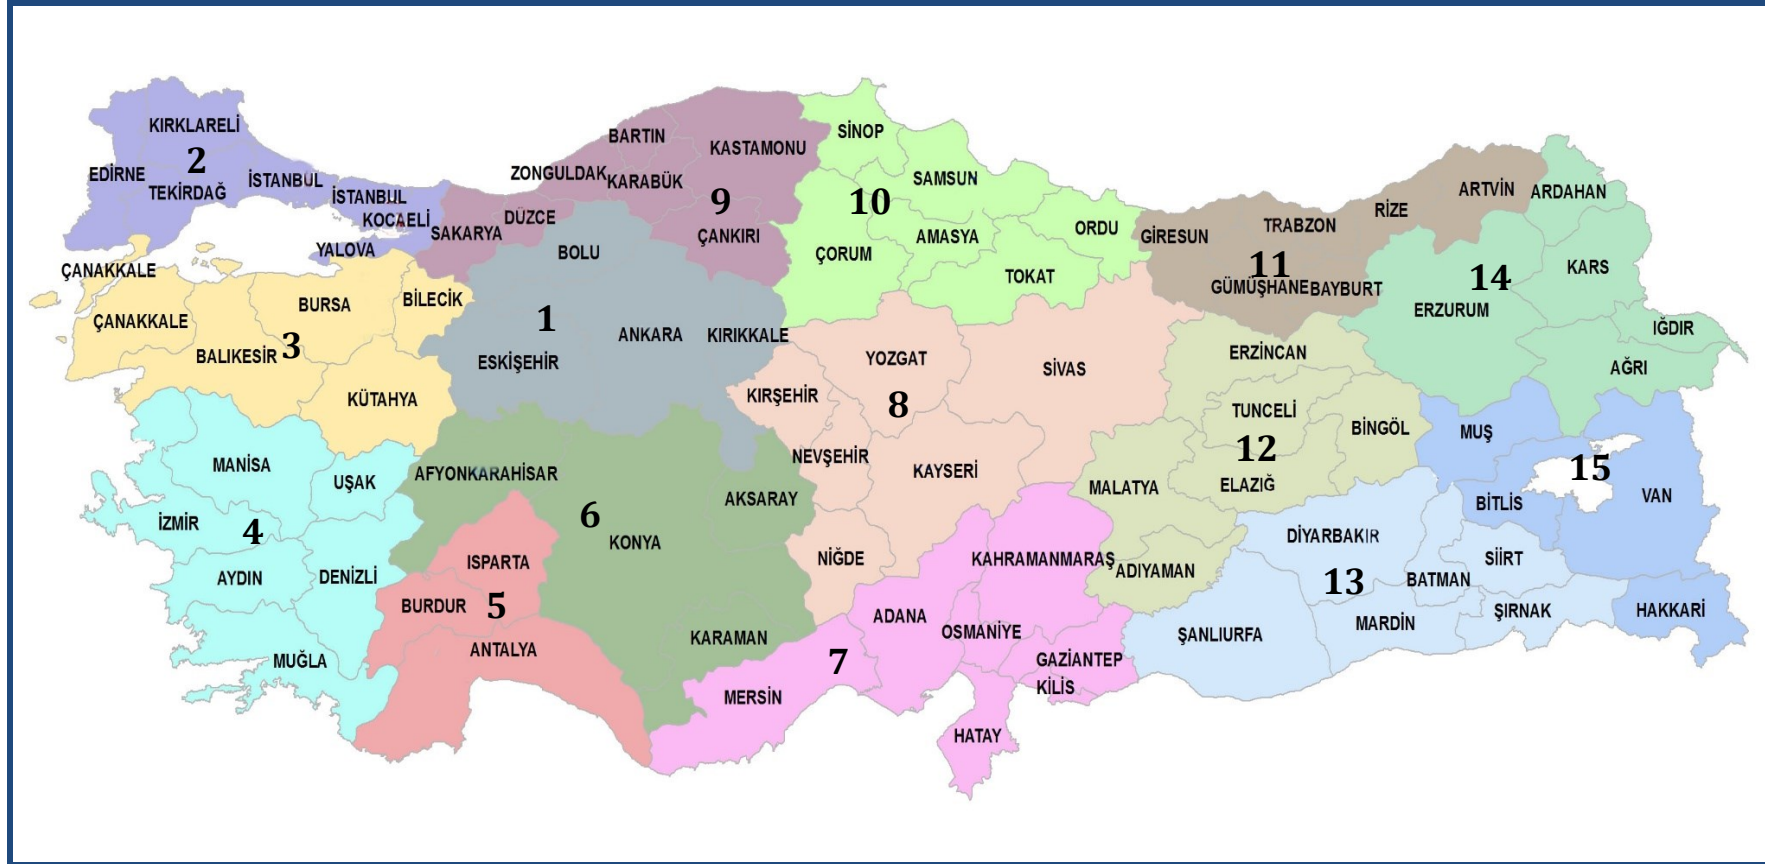 KIRKLARELİ
2
EDİRNE
TEKİRDAĞ
İSTANBUL
İSTANBUL
KOCAELİ
YALOVA
SAKARYA
DÜZCE
ZONGULDAK
BARTIN
KARABÜK
KASTAMONU
9
ÇANKIRI
SİNOP
SAMSUN
10
AMASYA
ÇORUM
TOKAT
ORDU
GİRESUN
TRABZON
RİZE
ARTVİN
11
GÜMÜŞHANE
BAYBURT
ARDAHAN
KARS
14
ERZURUM
IĞDIR
AĞRI
ÇANAKKALE
ÇANAKKALE
BURSA
BİLECİK
BALIKESİR
3
KÜTAHYA
BOLU
1
ANKARA
KIRIKKALE
ESKİŞEHİR
YOZGAT
SİVAS
KIRŞEHİR
8
NEVŞEHİR
KAYSERİ
NİĞDE
ERZİNCAN
TUNCELİ
BİNGÖL
12
ELAZIĞ
MALATYA
ADIYAMAN
MUŞ
15
BİTLİS
VAN
HAKKARİ
MANİSA
UŞAK
İZMİR
4
AYDIN
DENİZLİ
MUĞLA
AFYONKARAHİSAR
6
AKSARAY
KONYA
KARAMAN
ISPARTA
BURDUR
5
ANTALYA
KAHRAMANMARAŞ
ADANA
OSMANİYE
7
GAZİANTEP
KİLİS
MERSİN
HATAY
DİYARBAKIR
SİİRT
13
BATMAN
ŞIRNAK
MARDİN
ŞANLIURFA